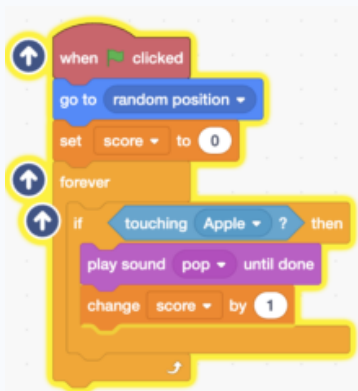 when clicked
go to random position
set score to 0
forever
if touching Apple ? then
play sound pop until done
change score by 1